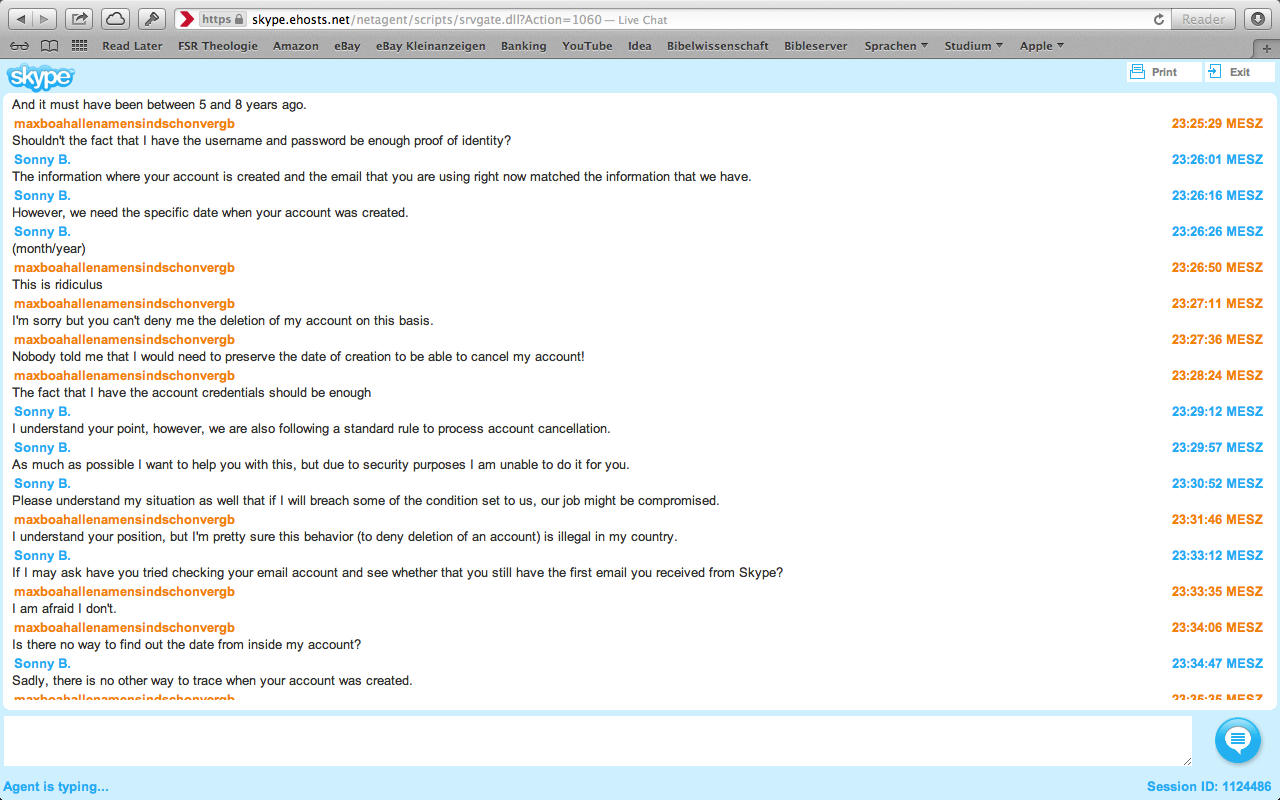 https skype.ehosts.net/netagent/scripts/srvgate.dll?Action=1060 — Live Chat
Reader
Read Later FSR Theologie Amazon eBay eBay Kleinanzeigen Banking YouTube Idea Bibelwissenschaft Bibleserver Sprachen Studium Apple
skype
Print Exit
And it must have been between 5 and 8 years ago.
maxboahallenamensindschonvergb 23:25:29 MESZ
Shouldn't the fact that I have the username and password be enough proof of identity?
Sonny B. 23:26:01 MESZ
The information where your account is created and the email that you are using right now matched the information that we have.
Sonny B. 23:26:16 MESZ
However, we need the specific date when your account was created.
Sonny B. 23:26:26 MESZ
(month/year)
maxboahallenamensindschonvergb 23:26:50 MESZ
This is ridiculus
maxboahallenamensindschonvergb 23:27:11 MESZ
I'm sorry but you can't deny me the deletion of my account on this basis.
maxboahallenamensindschonvergb 23:27:36 MESZ
Nobody told me that I would need to preserve the date of creation to be able to cancel my account!
maxboahallenamensindschonvergb 23:28:24 MESZ
The fact that I have the account credentials should be enough
Sonny B. 23:29:12 MESZ
I understand your point, however, we are also following a standard rule to process account cancellation.
Sonny B. 23:29:57 MESZ
As much as possible I want to help you with this, but due to security purposes I am unable to do it for you.
Sonny B. 23:30:52 MESZ
Please understand my situation as well that if I will breach some of the condition set to us, our job might be compromised.
maxboahallenamensindschonvergb 23:31:46 MESZ
I understand your position, but I'm pretty sure this behavior (to deny deletion of an account) is illegal in my country.
Sonny B. 23:33:12 MESZ
If I may ask have you tried checking your email account and see whether that you still have the first email you received from Skype?
maxboahallenamensindschonvergb 23:33:35 MESZ
I am afraid I don't.
maxboahallenamensindschonvergb 23:34:06 MESZ
Is there no way to find out the date from inside my account?
Sonny B. 23:34:47 MESZ
Sadly, there is no other way to trace when your account was created.
maxboahallenamensindschonvergb 23:35:35 MESZ
Agent is typing... Session ID: 1124486